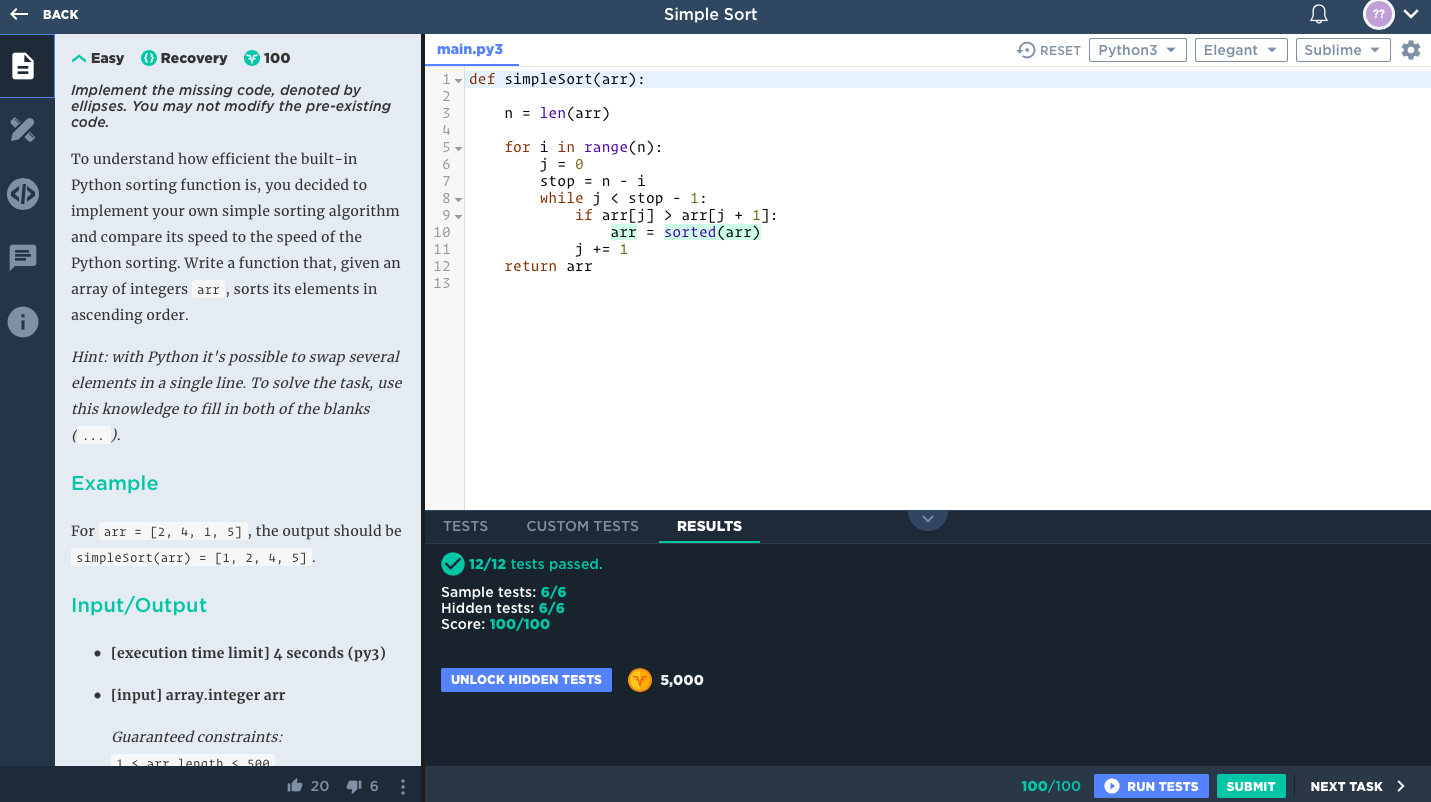 BACK
Simple Sort
??
Easy Recovery 100
Implement the missing code, denoted by
ellipses. You may not modify the pre-existing
code.
To understand how efficient the built-in
Python sorting function is, you decided to
implement your own simple sorting algorithm
and compare its speed to the speed of the
Python sorting. Write a function that, given an
array of integers arr , sorts its elements in
ascending order.
Hint: with Python it's possible to swap several
elements in a single line. To solve the task, use
this knowledge to fill in both of the blanks
( ... ).
Example
For arr = [2, 4, 1, 5] , the output should be
simpleSort(arr) = [1, 2, 4, 5] .
Input/Output
• [execution time limit] 4 seconds (py3)
• [input] array.integer arr
Guaranteed constraints:
1 ≤ arr.length ≤ 500
20 6
main.py3
RESET Python3 Elegant Sublime
1 def simpleSort(arr):
2
3 n = len(arr)
4
5 for i in range(n):
6 j = 0
7 stop = n - i
8 while j < stop - 1:
9 if arr[j] > arr[j + 1]:
10 arr = sorted(arr)
11 j += 1
12 return arr
13
TESTS CUSTOM TESTS RESULTS
12/12 tests passed.
Sample tests: 6/6
Hidden tests: 6/6
Score: 100/100
UNLOCK HIDDEN TESTS 5,000
100/100 RUN TESTS SUBMIT NEXT TASK